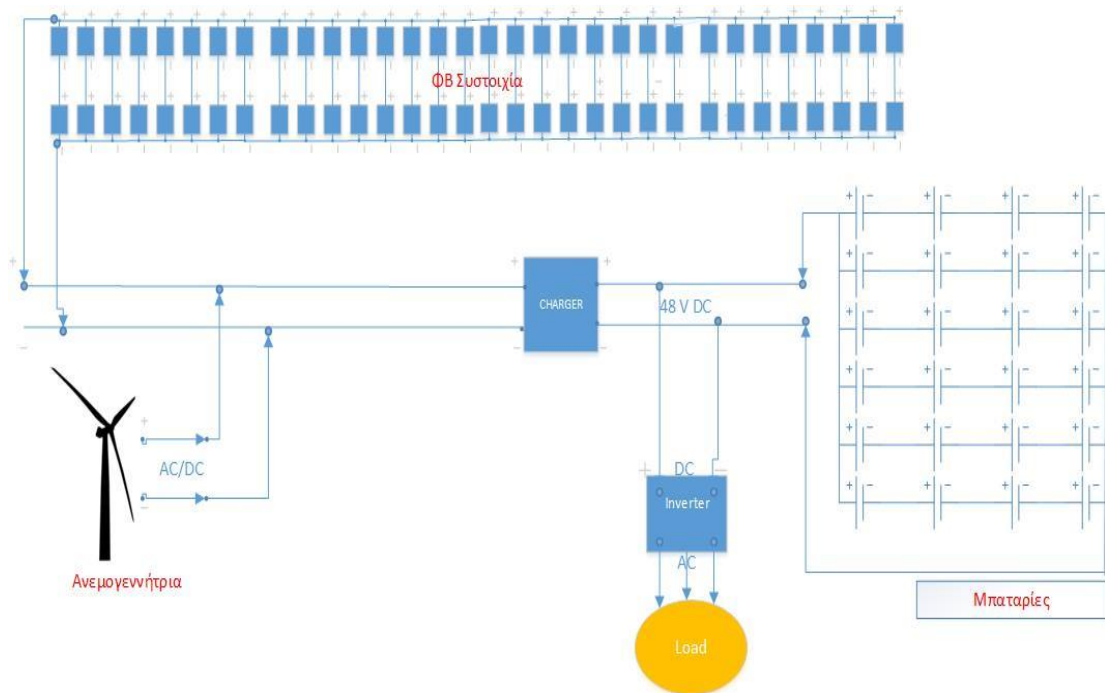 ΦΒ Συστοιχία
CHARGER
48 V DC
AC/DC
DC
Inverter
AC
Ανεμογεννήτρια
Μπαταρίες
Load